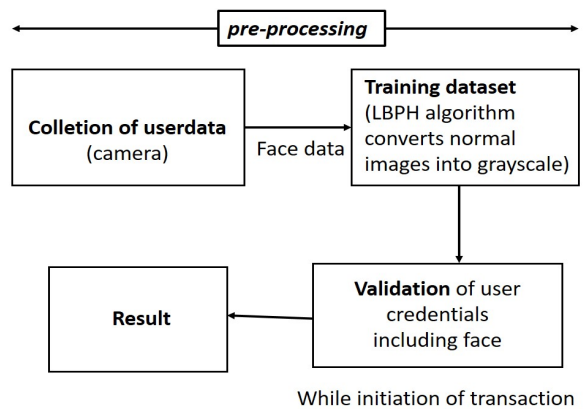 pre-processing
Colletion of userdata
(camera)
Face data
Training dataset
(LBPH algorithm
converts normal
images into grayscale)
Validation of user
credentials
including face
Result
While initiation of transaction